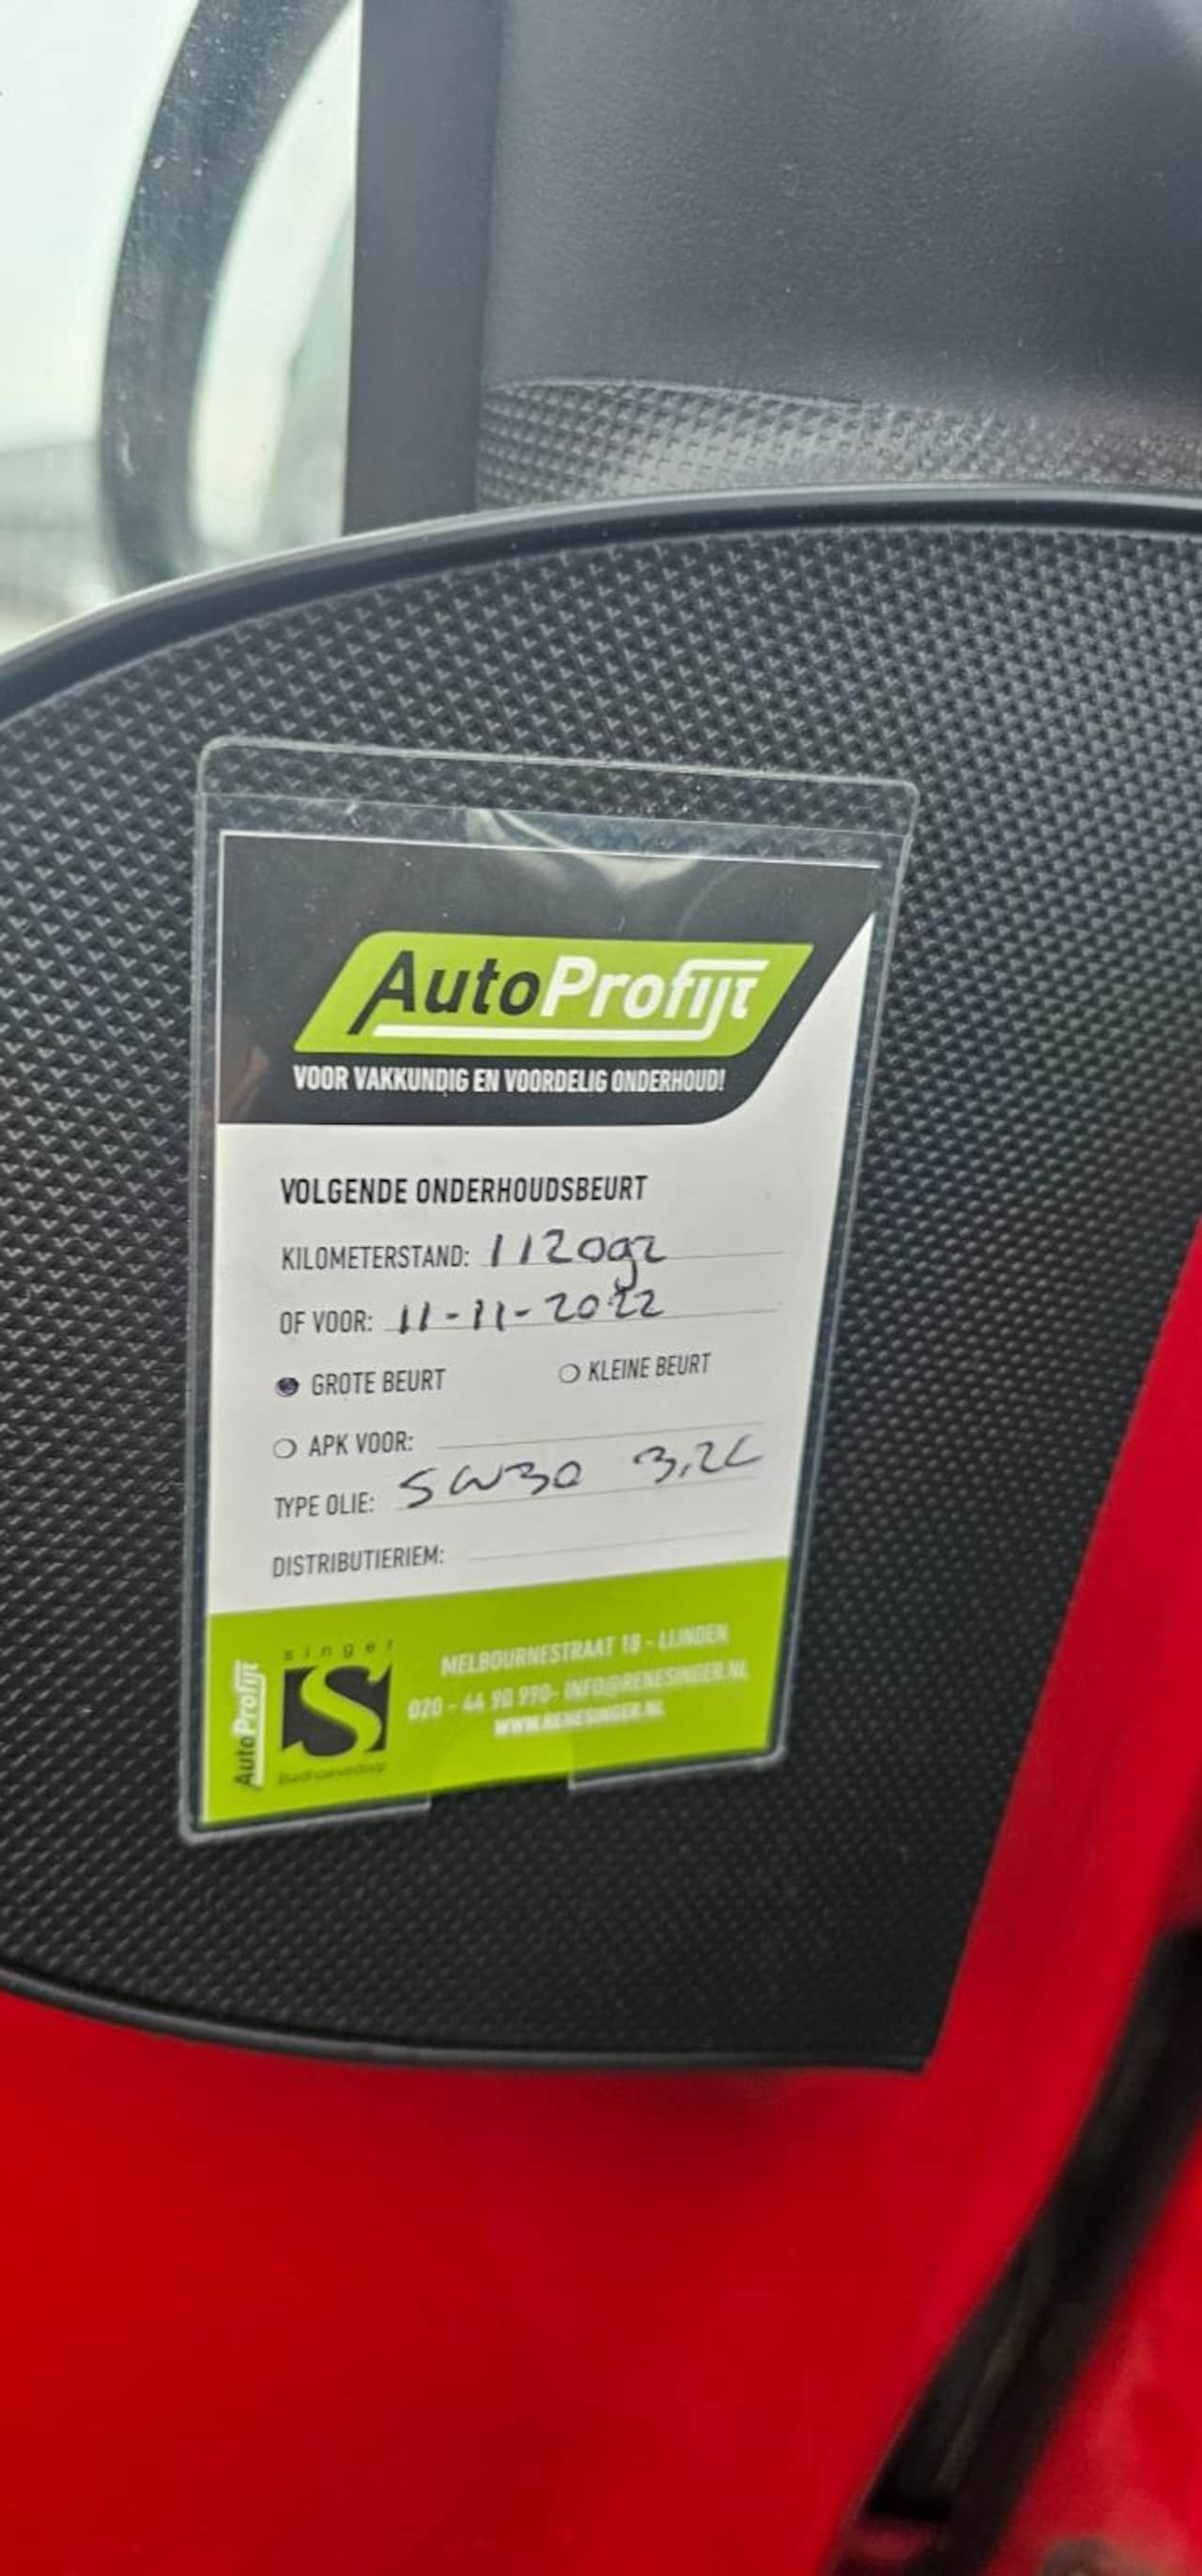 AutoProfijt
VOOR VAKKUNDIG EN VOORDELIG ONDERHOUD!
VOLGENDE ONDERHOUDSBEURT
KILOMETERSTAND: 112092
OF VOOR: 11-11-2022
GROTE BEURT KLEINE BEURT
APK VOOR:
TYPE OLIE: 5W30 3,2L
DISTRIBUTIERIEM:
AutoProfijt
singer
S
Badhoevedorp
MELBOURNESTRAAT 18 - LIJNDEN
020 - 44 90 990- INFO@RENESINGER.NL
WWW.RENESINGER.NL